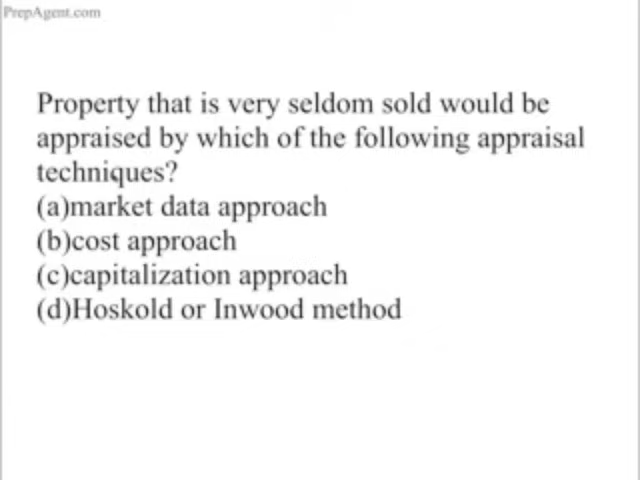 PrepAgent.com
Property that is very seldom sold would be
appraised by which of the following appraisal
techniques?
(a)market data approach
(b)cost approach
(c)capitalization approach
(d)Hoskold or Inwood method